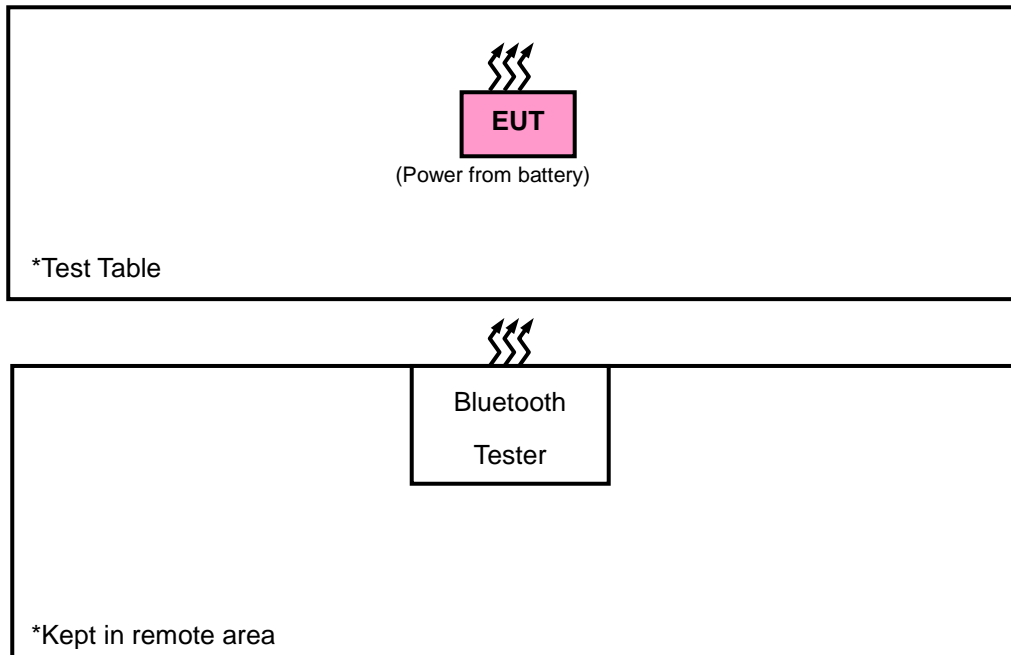 EUT
(Power from battery)
*Test Table
Bluetooth
Tester
*Kept in remote area